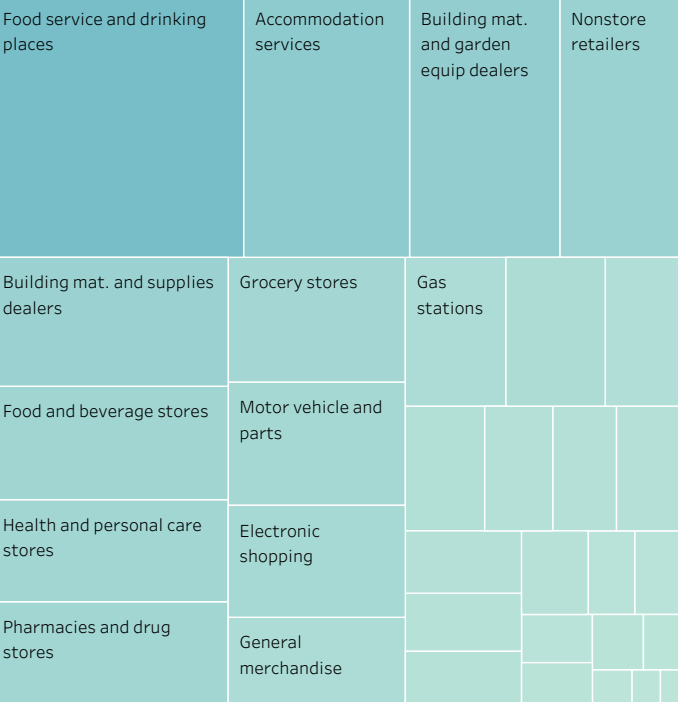 Food service and drinking
places
Accommodation
services
Building mat.
and garden
equip dealers
Nonstore
retailers
Building mat. and supplies
dealers
Food and beverage stores
Health and personal care
stores
Pharmacies and drug
stores
Grocery stores
Motor vehicle and
parts
Electronic
shopping
General
merchandise
Gas
stations